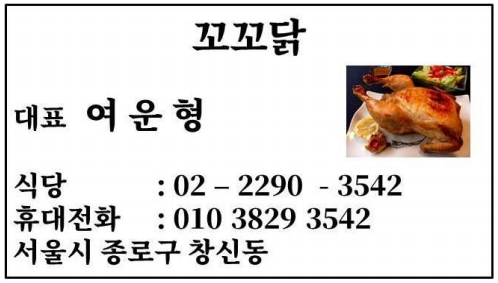 꼬꼬닭
대표 여 운 형
식당 : 02 – 2290 - 3542
휴대전화 : 010 3829 3542
서울시 종로구 창신동